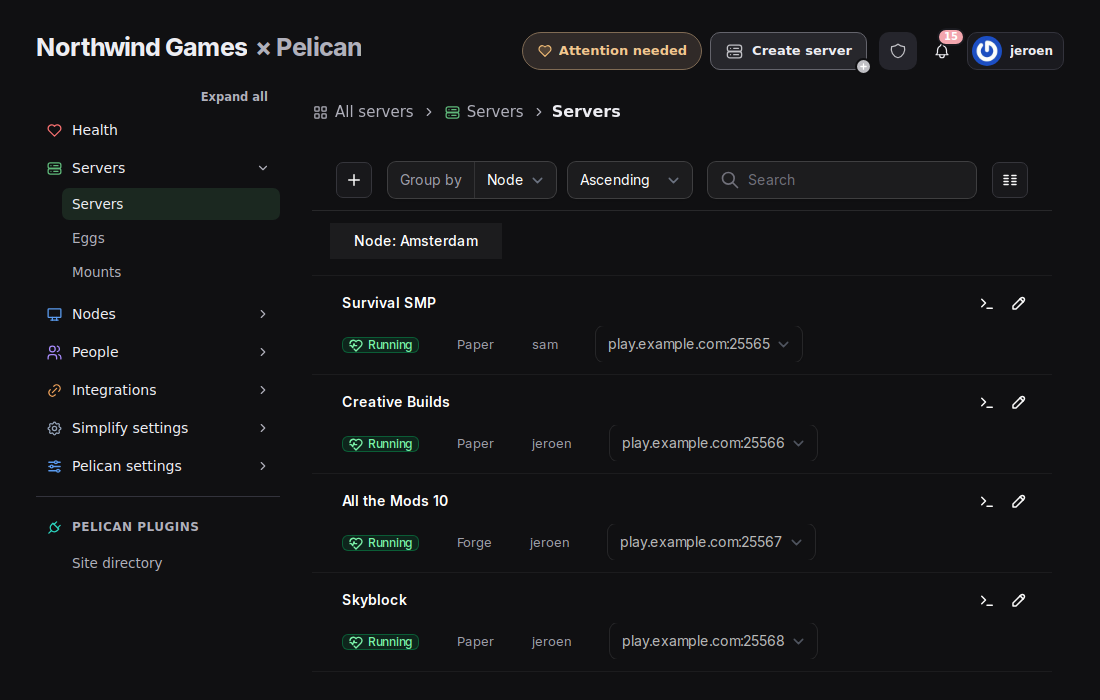 Northwind Games × Pelican
Attention needed
Create server
15
jeroen
Expand all
Health
Servers
Servers
Eggs
Mounts
Nodes
People
Integrations
Simplify settings
Pelican settings
PELICAN PLUGINS
Site directory
All servers > Servers > Servers
Group by Node
Ascending
Search
Node: Amsterdam
Survival SMP
Running Paper sam play.example.com:25565
Creative Builds
Running Paper jeroen play.example.com:25566
All the Mods 10
Running Forge jeroen play.example.com:25567
Skyblock
Running Paper jeroen play.example.com:25568